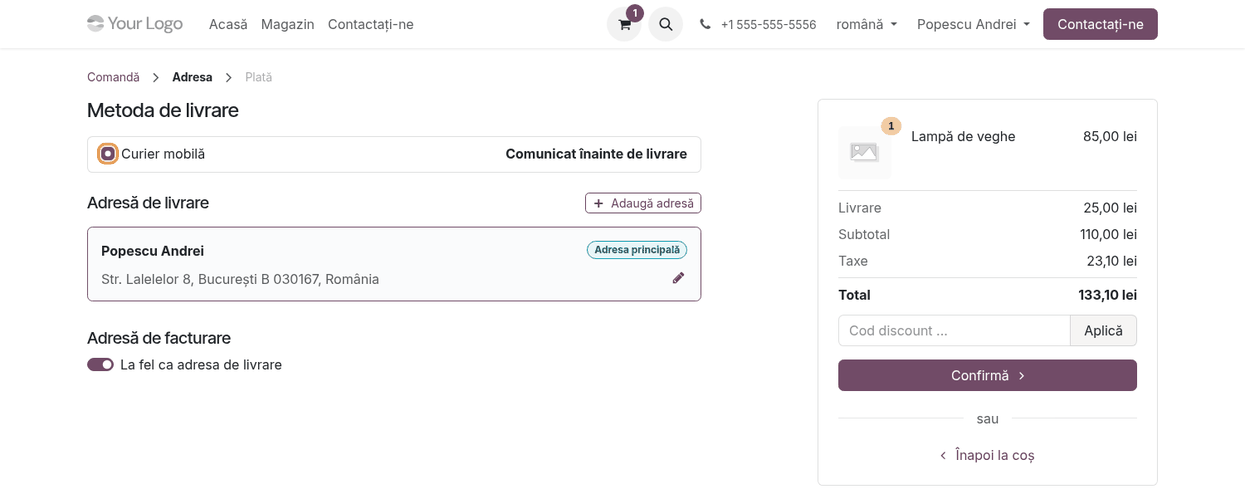 Your Logo Acasă Magazin Contactați-ne 1 +1 555-555-5556 română Popescu Andrei Contactați-ne
Comandă Adresa Plată
Metoda de livrare
Curier mobilă Comunicat înainte de livrare
Adresă de livrare Adaugă adresă
Popescu Andrei Adresa principală
Str. Lalelelor 8, București B 030167, România
Adresă de facturare
La fel ca adresa de livrare
1 Lampă de veghe 85,00 lei
Livrare 25,00 lei
Subtotal 110,00 lei
Taxe 23,10 lei
Total 133,10 lei
Cod discount ... Aplică
Confirmă
sau
Înapoi la coș